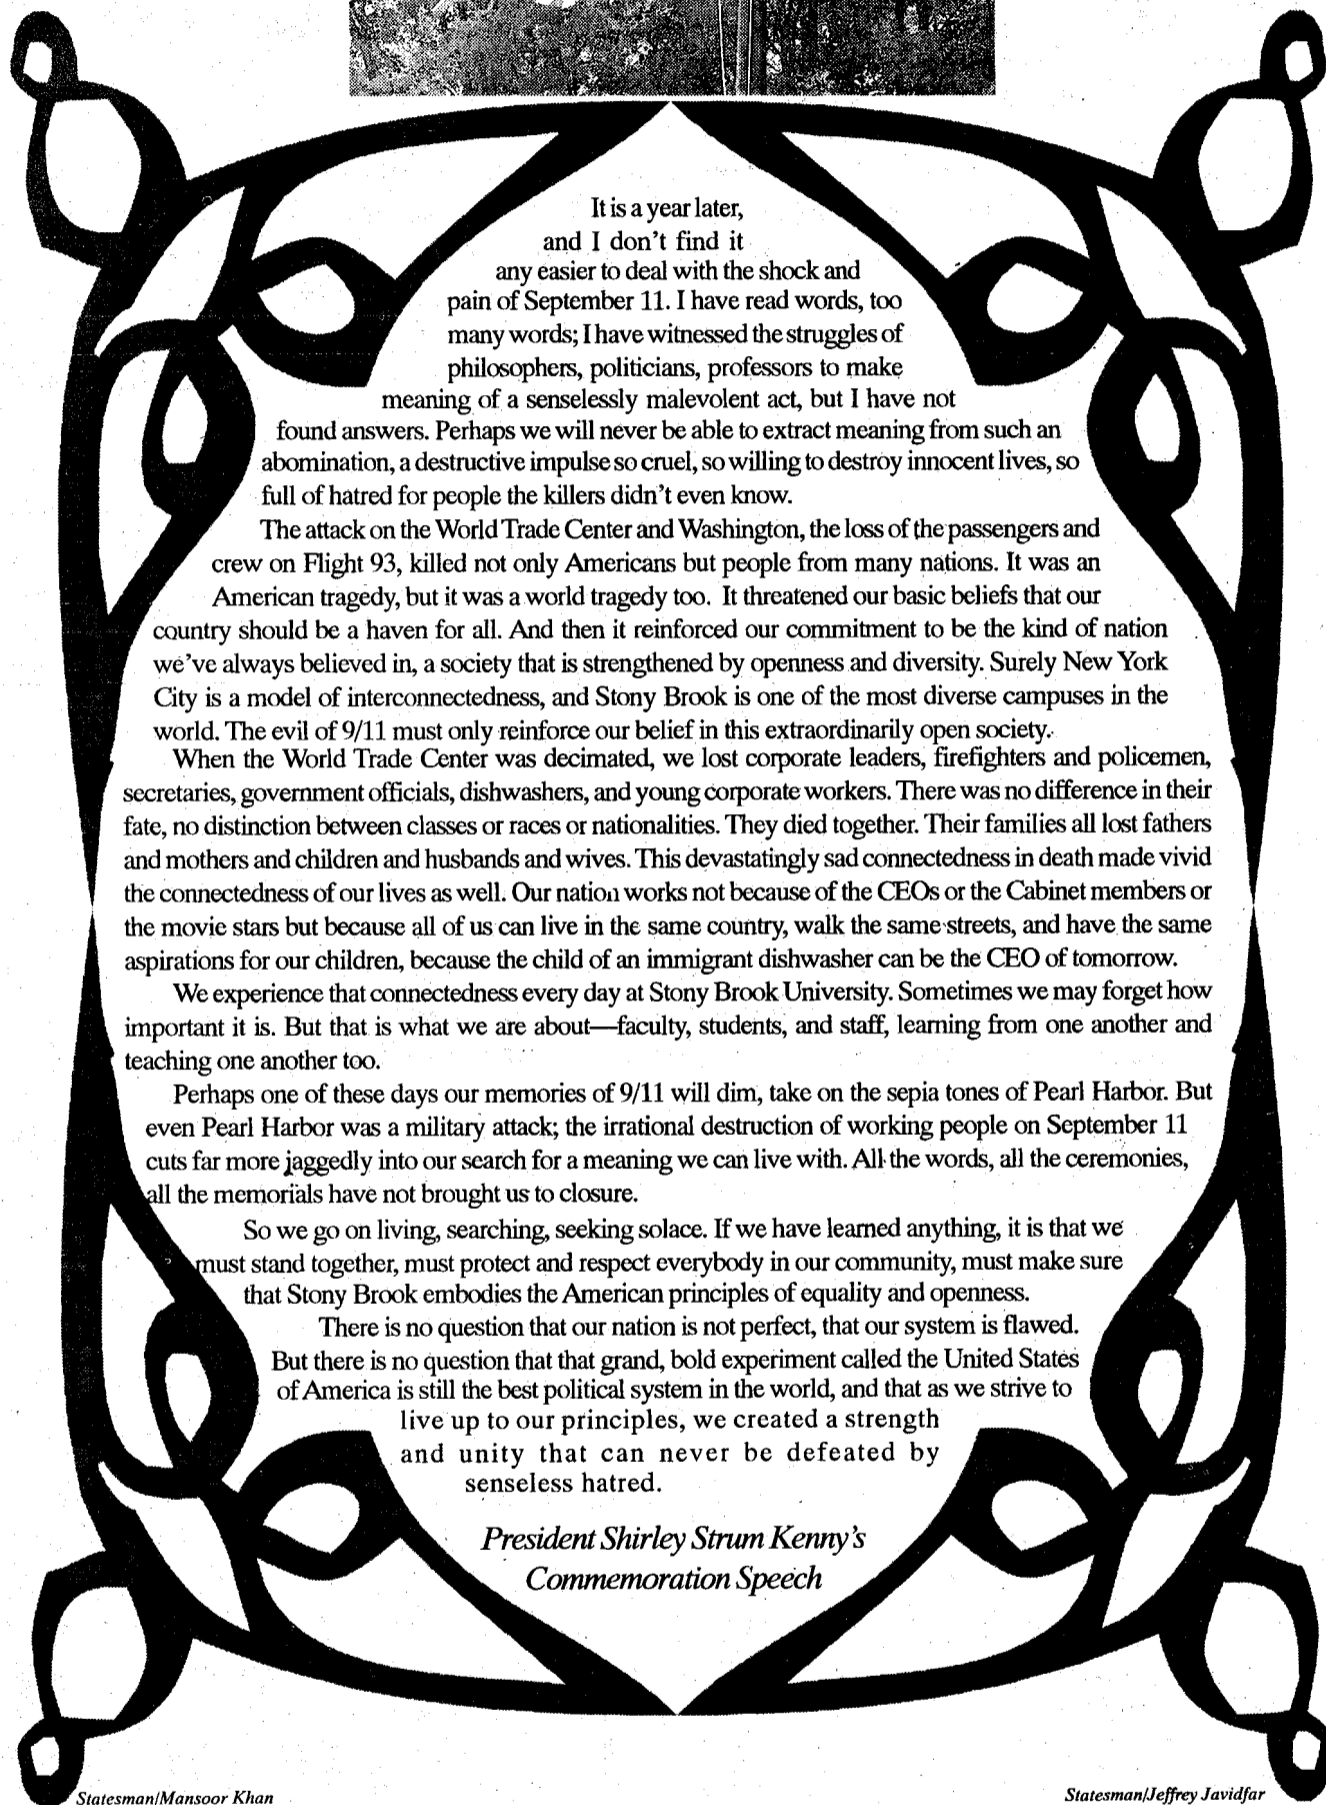 It is a year later,
and I don't find it
any easier to deal with the shock and
pain of September 11. I have read words, too
many words; I have witnessed the struggles of
philosophers, politicians, professors to make
meaning of a senselessly malevolent act, but I have not
found answers. Perhaps we will never be able to extract meaning from such an
abomination, a destructive impulse so cruel, so willing to destroy innocent lives, so
full of hatred for people the killers didn't even know.
The attack on the World Trade Center and Washington, the loss of the passengers and
crew on Flight 93, killed not only Americans but people from many nations. It was an
American tragedy, but it was a world tragedy too. It threatened our basic beliefs that our
country should be a haven for all. And then it reinforced our commitment to be the kind of nation
we've always believed in, a society that is strengthened by openness and diversity. Surely New York
City is a model of interconnectedness, and Stony Brook is one of the most diverse campuses in the
world. The evil of 9/11 must only reinforce our belief in this extraordinarily open society.
When the World Trade Center was decimated, we lost corporate leaders, firefighters and policemen,
secretaries, government officials, dishwashers, and young corporate workers. There was no difference in their
fate, no distinction between classes or races or nationalities. They died together. Their families all lost fathers
and mothers and children and husbands and wives. This devastatingly sad connectedness in death made vivid
the connectedness of our lives as well. Our nation works not because of the CEOs or the Cabinet members or
the movie stars but because all of us can live in the same country, walk the same streets, and have the same
aspirations for our children, because the child of an immigrant dishwasher can be the CEO of tomorrow.
We experience that connectedness every day at Stony Brook University. Sometimes we may forget how
important it is. But that is what we are about—faculty, students, and staff, learning from one another and
teaching one another too.
Perhaps one of these days our memories of 9/11 will dim, take on the sepia tones of Pearl Harbor. But
even Pearl Harbor was a military attack; the irrational destruction of working people on September 11
cuts far more jaggedly into our search for a meaning we can live with. All the words, all the ceremonies,
all the memorials have not brought us to closure.
So we go on living, searching, seeking solace. If we have learned anything, it is that we
must stand together, must protect and respect everybody in our community, must make sure
that Stony Brook embodies the American principles of equality and openness.
There is no question that our nation is not perfect, that our system is flawed.
But there is no question that that grand, bold experiment called the United States
of America is still the best political system in the world, and that as we strive to
live up to our principles, we created a strength
and unity that can never be defeated by
senseless hatred.
President Shirley Strum Kenny's
Commemoration Speech
Statesman/Mansoor Khan
Statesman/Jeffrey Javidfar